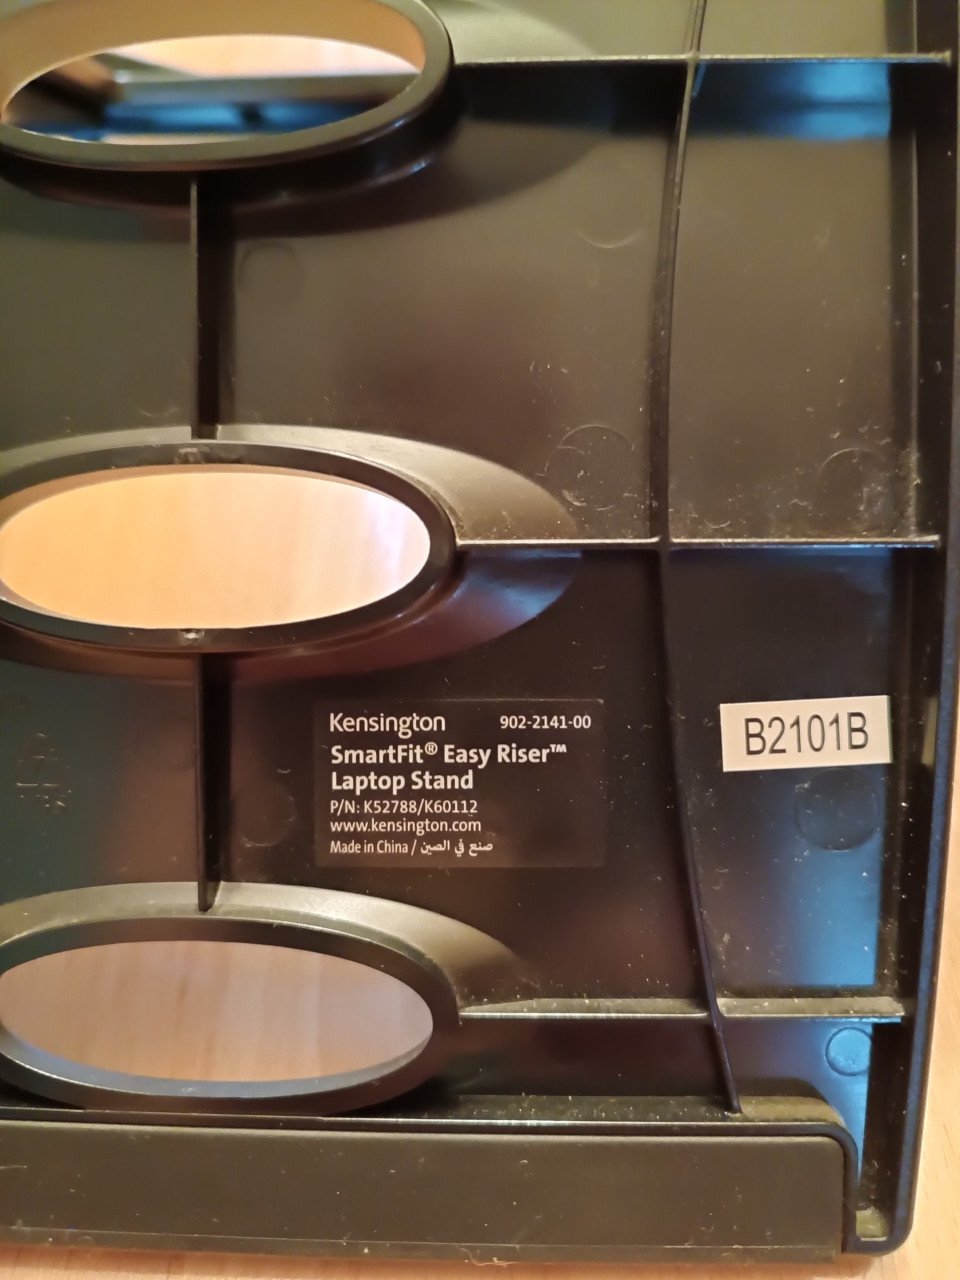 Kensington 902-2141-00
SmartFit® Easy Riser™
Laptop Stand
P/N: K52788/K60112
www.kensington.com
Made in China / صنع في الصين
B2101B